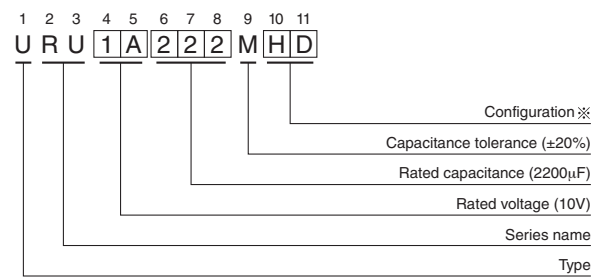 1 2 3 4 5 6 7 8 9 10 11
U R U 1 A 2 2 2 M H D
Configuration ※
Capacitance tolerance (±20%)
Rated capacitance (2200μF)
Rated voltage (10V)
Series name
Type